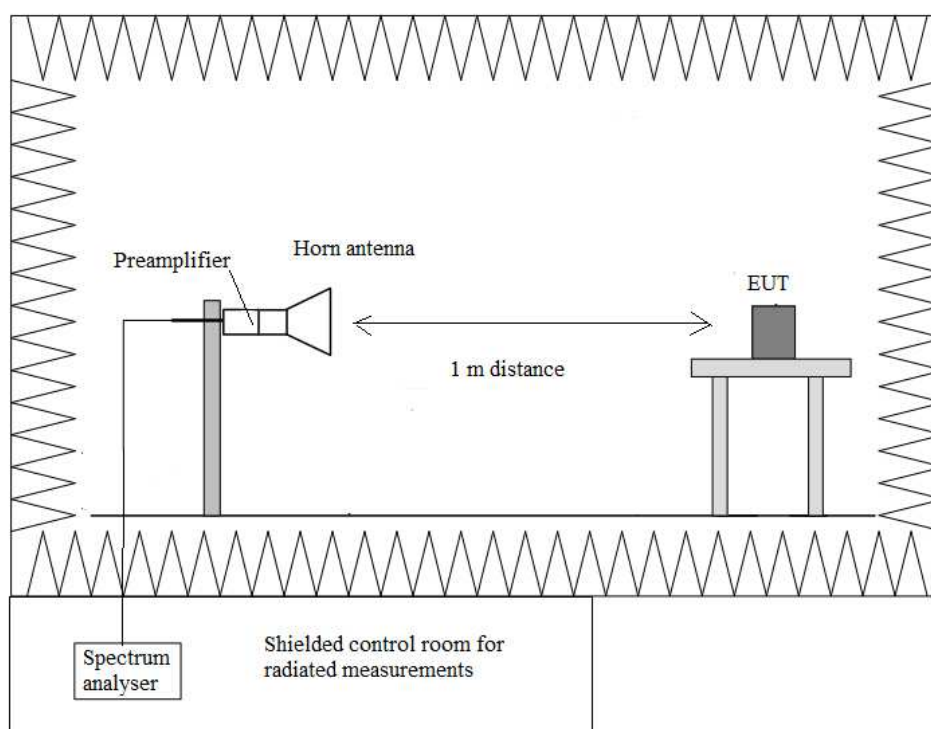 Horn antenna
Preamplifier
EUT
1 m distance
Spectrum
analyser
Shielded control room for
radiated measurements